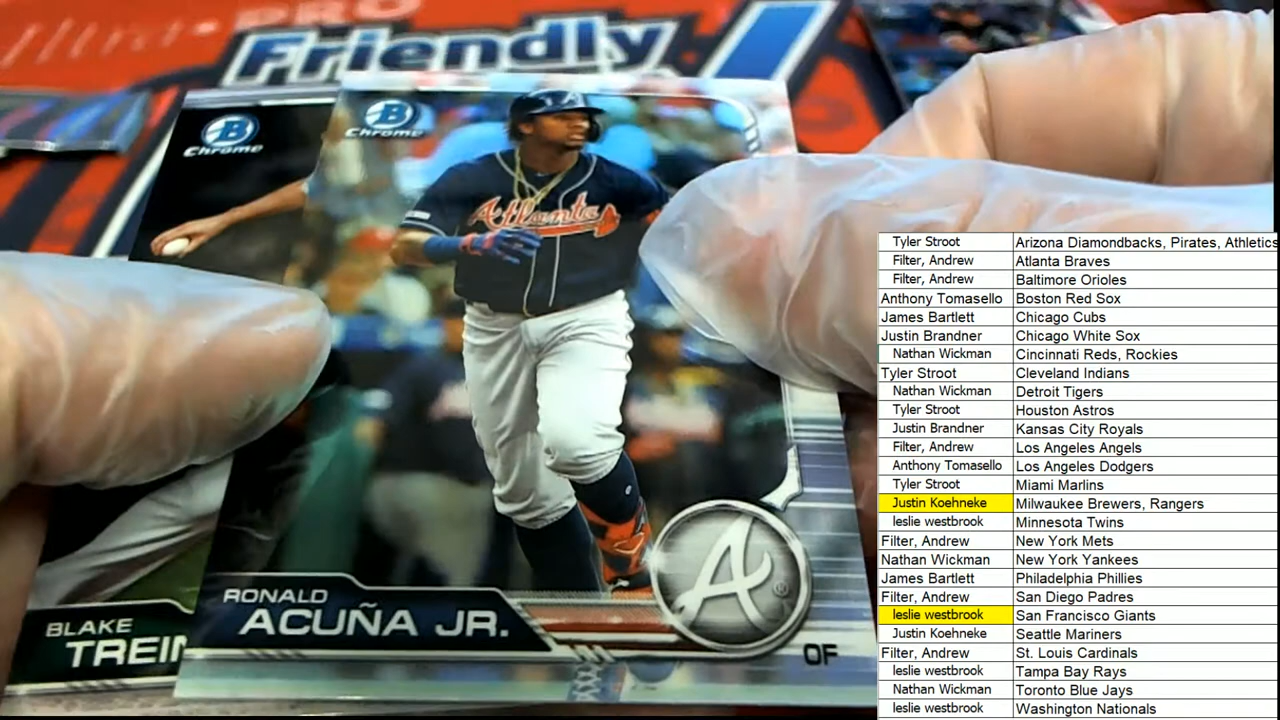 PRO
Friendly
B
Chrome
B
Chrome
Atlanta
A
RONALD
ACUÑA JR.
OF
BLAKE
TREIN
Tyler Stroot Arizona Diamondbacks, Pirates, Athletics
Filter, Andrew Atlanta Braves
Filter, Andrew Baltimore Orioles
Anthony Tomasello Boston Red Sox
James Bartlett Chicago Cubs
Justin Brandner Chicago White Sox
Nathan Wickman Cincinnati Reds, Rockies
Tyler Stroot Cleveland Indians
Nathan Wickman Detroit Tigers
Tyler Stroot Houston Astros
Justin Brandner Kansas City Royals
Filter, Andrew Los Angeles Angels
Anthony Tomasello Los Angeles Dodgers
Tyler Stroot Miami Marlins
Justin Koehneke Milwaukee Brewers, Rangers
leslie westbrook Minnesota Twins
Filter, Andrew New York Mets
Nathan Wickman New York Yankees
James Bartlett Philadelphia Phillies
Filter, Andrew San Diego Padres
leslie westbrook San Francisco Giants
Justin Koehneke Seattle Mariners
Filter, Andrew St. Louis Cardinals
leslie westbrook Tampa Bay Rays
Nathan Wickman Toronto Blue Jays
leslie westbrook Washington Nationals